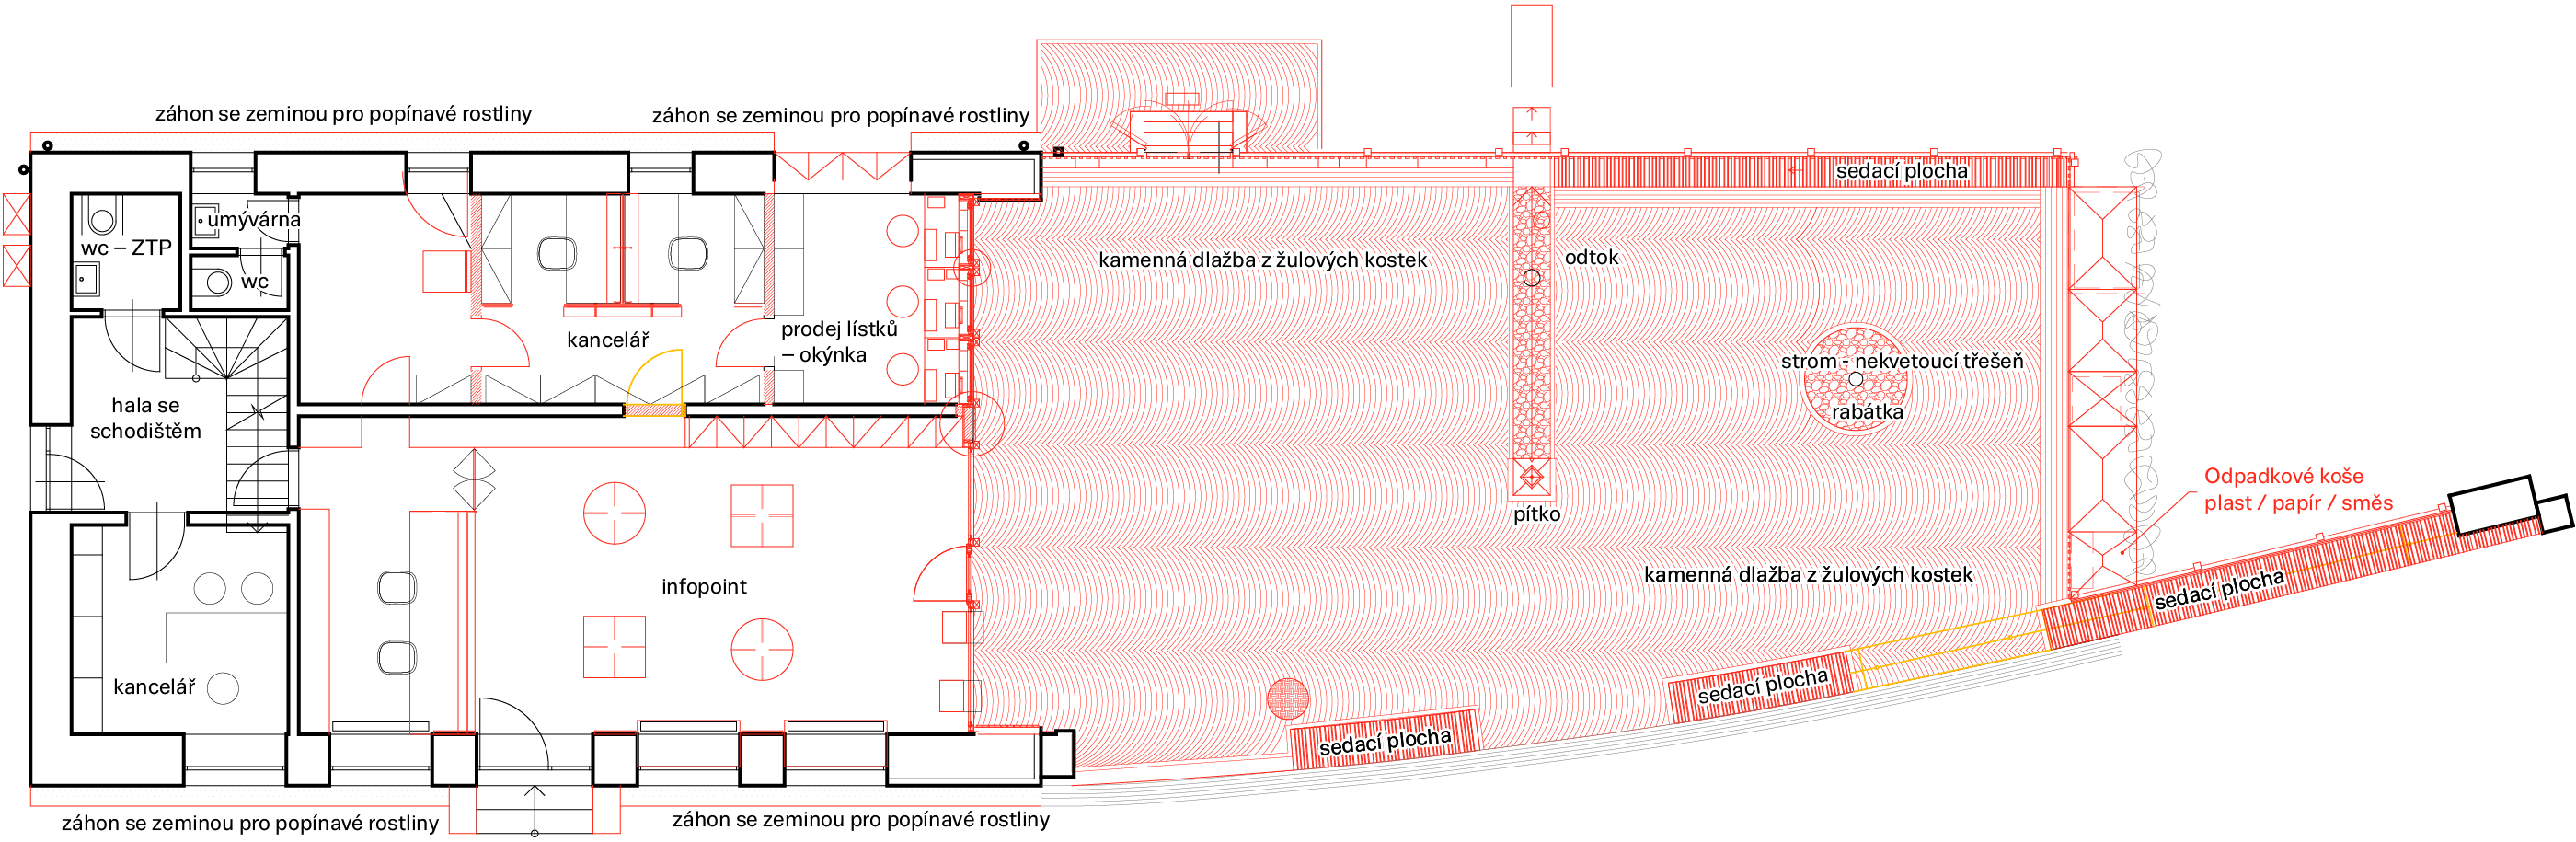 záhon se zeminou pro popínavé rostliny
záhon se zeminou pro popínavé rostliny
sedací plocha
umývárna
wc – ZTP
wc
kamenná dlažba z žulových kostek
odtok
kancelář
prodej lístků
– okýnka
strom - nekvetoucí třešeň
rabátka
hala se
schodištěm
Odpadkové koše
plast / papír / směs
pítko
infopoint
kamenná dlažba z žulových kostek
sedací plocha
kancelář
sedací plocha
sedací plocha
záhon se zeminou pro popínavé rostliny
záhon se zeminou pro popínavé rostliny